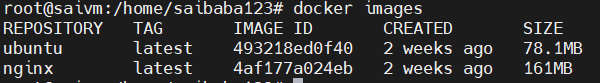 root@saivm:/home/saibaba123# docker images
REPOSITORY TAG IMAGE ID CREATED SIZE
ubuntu latest 493218ed0f40 2 weeks ago 78.1MB
nginx latest 4af177a024eb 2 weeks ago 161MB